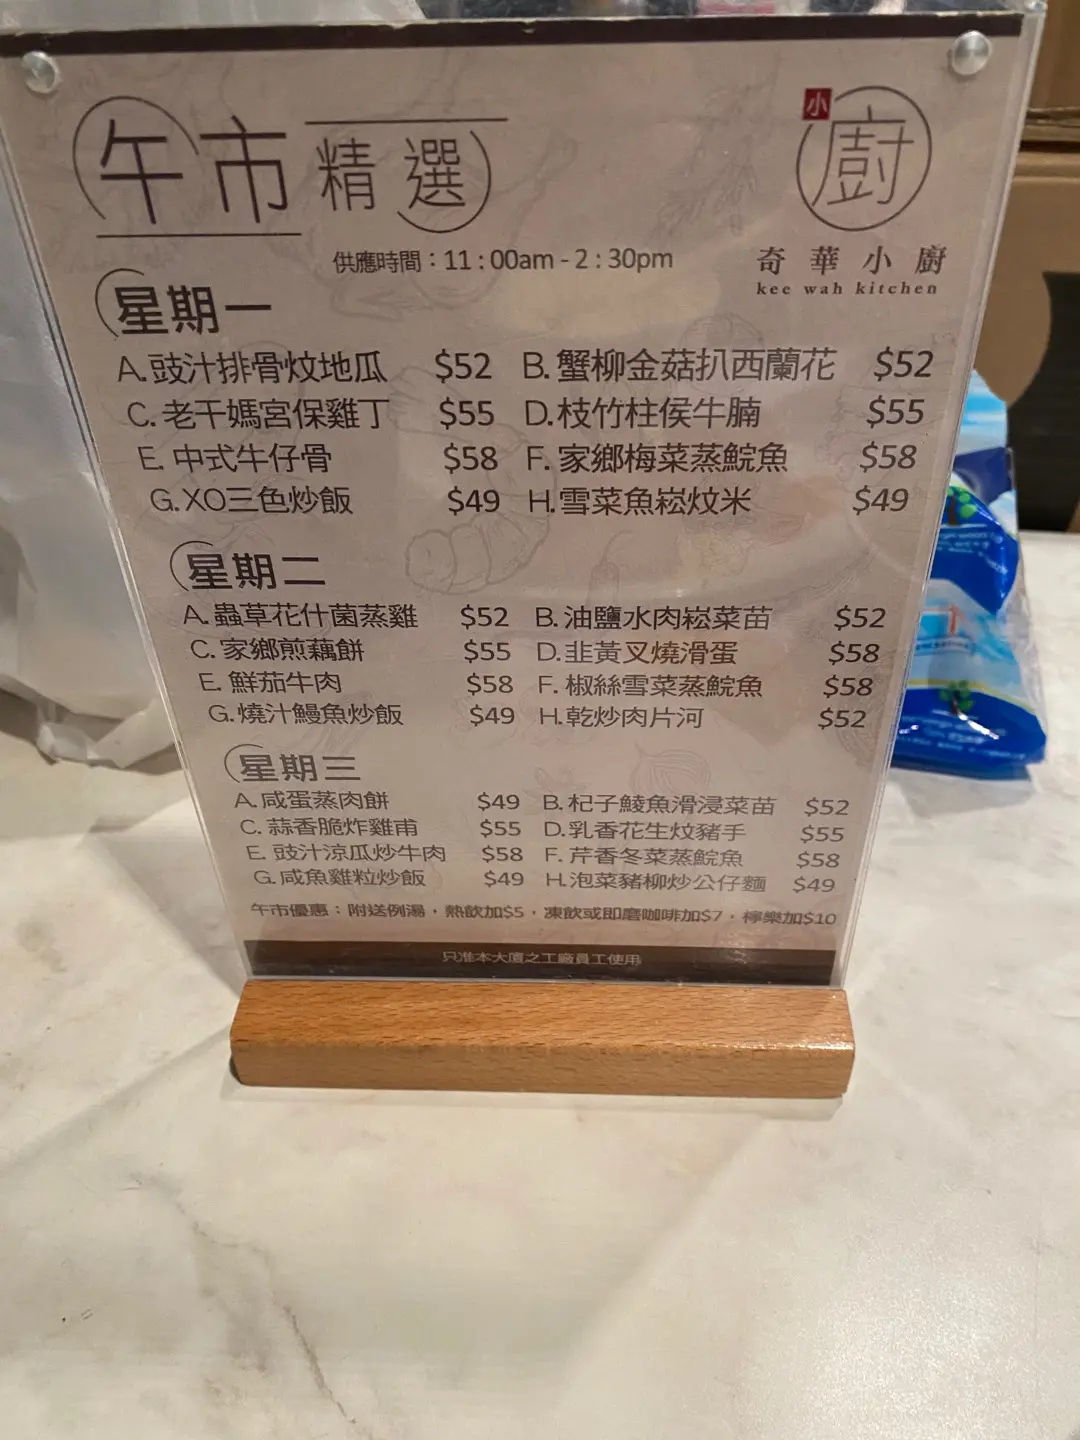 午市精選
小廚
奇華小廚
kee wah kitchen
供應時間：11：00am - 2：30pm
星期一
A.豉汁排骨炆地瓜 $52 B.蟹柳金菇扒西蘭花 $52
C.老干媽宮保雞丁 $55 D.枝竹柱侯牛腩 $55
E.中式牛仔骨 $58 F.家鄉梅菜蒸鯇魚 $58
G.XO三色炒飯 $49 H.雪菜魚崧炆米 $49
星期二
A.蟲草花什菌蒸雞 $52 B.油鹽水肉崧菜苗 $52
C.家鄉煎藕餅 $55 D.韭黃叉燒滑蛋 $58
E.鮮茄牛肉 $58 F.椒絲雪菜蒸鯇魚 $58
G.燒汁鰻魚炒飯 $49 H.乾炒肉片河 $52
星期三
A.咸蛋蒸肉餅 $49 B.杞子鯪魚滑浸菜苗 $52
C.蒜香脆炸雞甫 $55 D.乳香花生炆豬手 $55
E.豉汁涼瓜炒牛肉 $58 F.芹香冬菜蒸鯇魚 $58
G.咸魚雞粒炒飯 $49 H.泡菜豬柳炒公仔麵 $49
午市優惠：附送例湯，熱飲加$5，凍飲或即磨咖啡加$7，檸樂加$10
只准本大廈之工廠員工使用